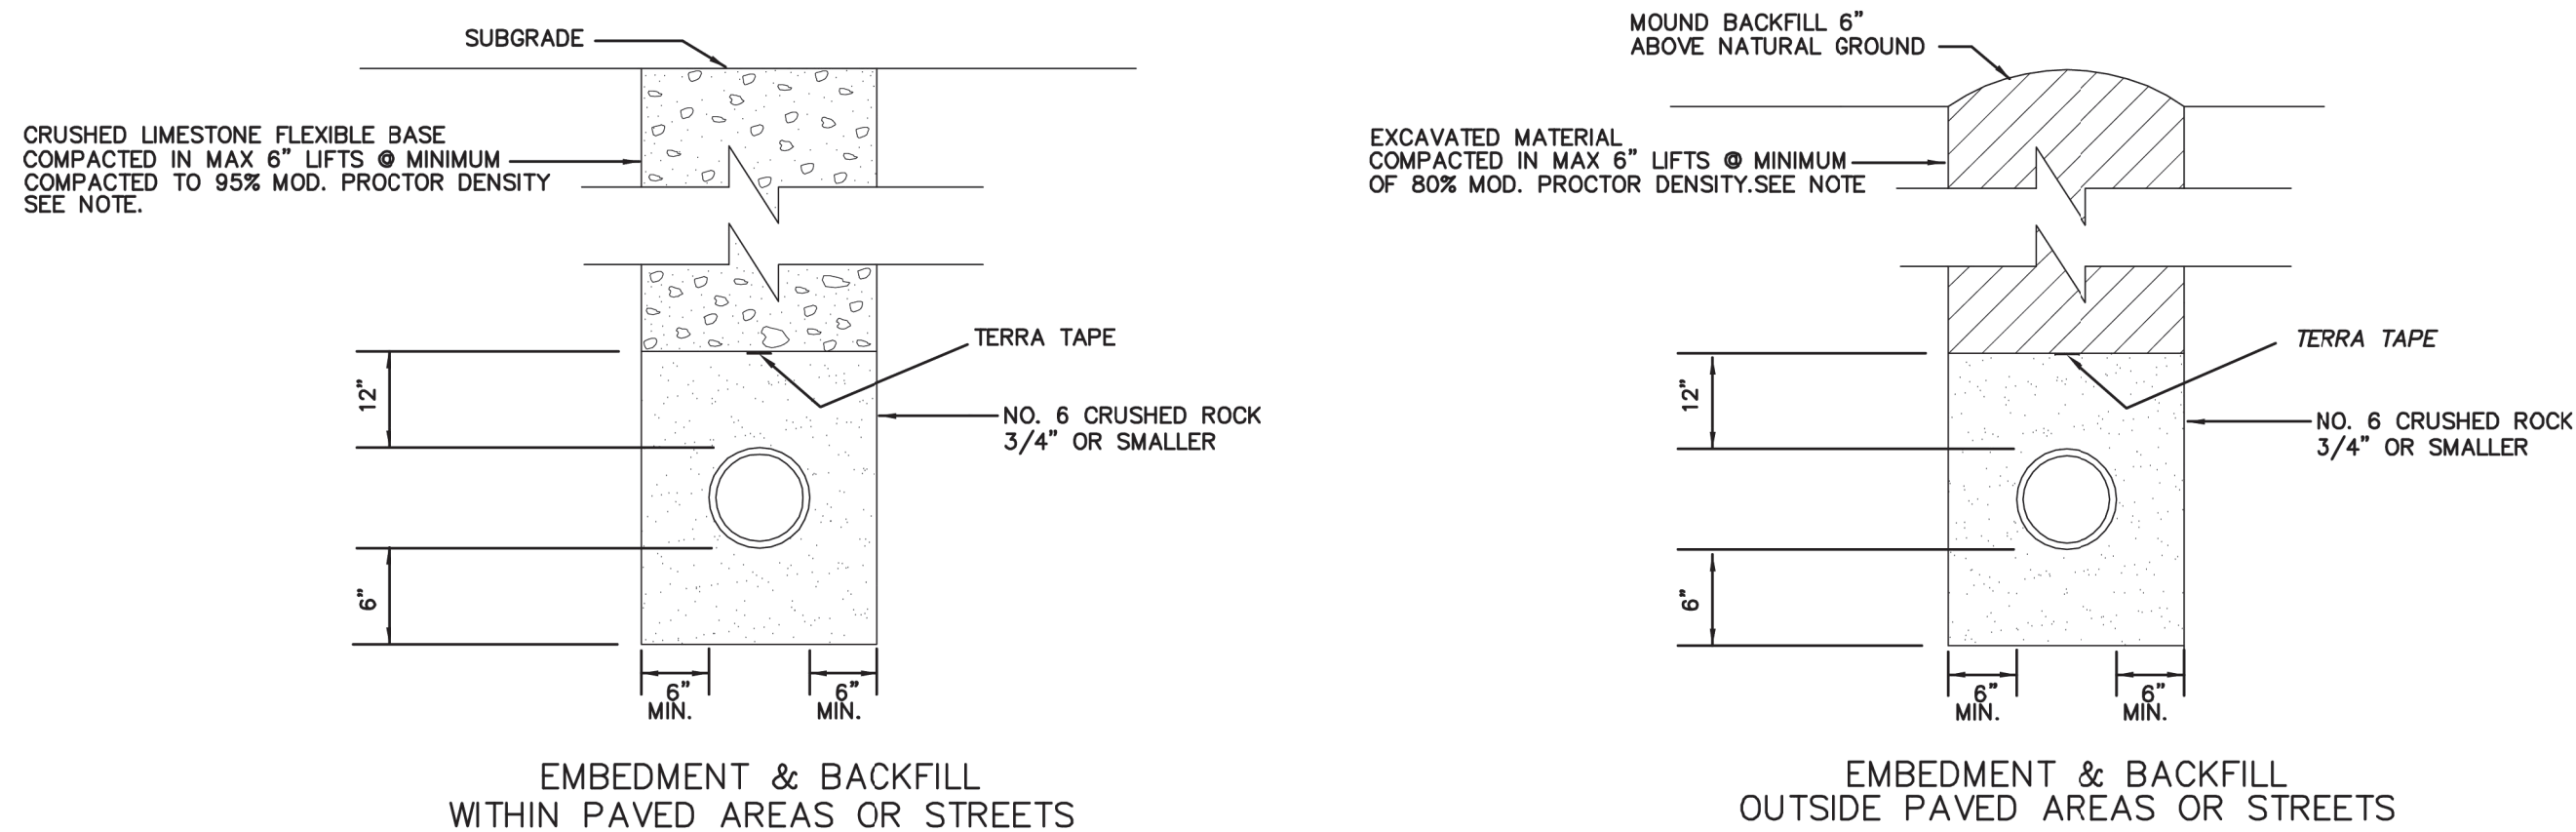 SUBGRADE
CRUSHED LIMESTONE FLEXIBLE BASE
COMPACTED IN MAX 6" LIFTS @ MINIMUM
COMPACTED TO 95% MOD. PROCTOR DENSITY
SEE NOTE.
TERRA TAPE
12"
NO. 6 CRUSHED ROCK
3/4" OR SMALLER
6"
6"
MIN.
6"
MIN.
EMBEDMENT & BACKFILL
WITHIN PAVED AREAS OR STREETS
MOUND BACKFILL 6"
ABOVE NATURAL GROUND
EXCAVATED MATERIAL
COMPACTED IN MAX 6" LIFTS @ MINIMUM
OF 80% MOD. PROCTOR DENSITY.SEE NOTE
TERRA TAPE
12"
NO. 6 CRUSHED ROCK
3/4" OR SMALLER
6"
6"
MIN.
6"
MIN.
EMBEDMENT & BACKFILL
OUTSIDE PAVED AREAS OR STREETS